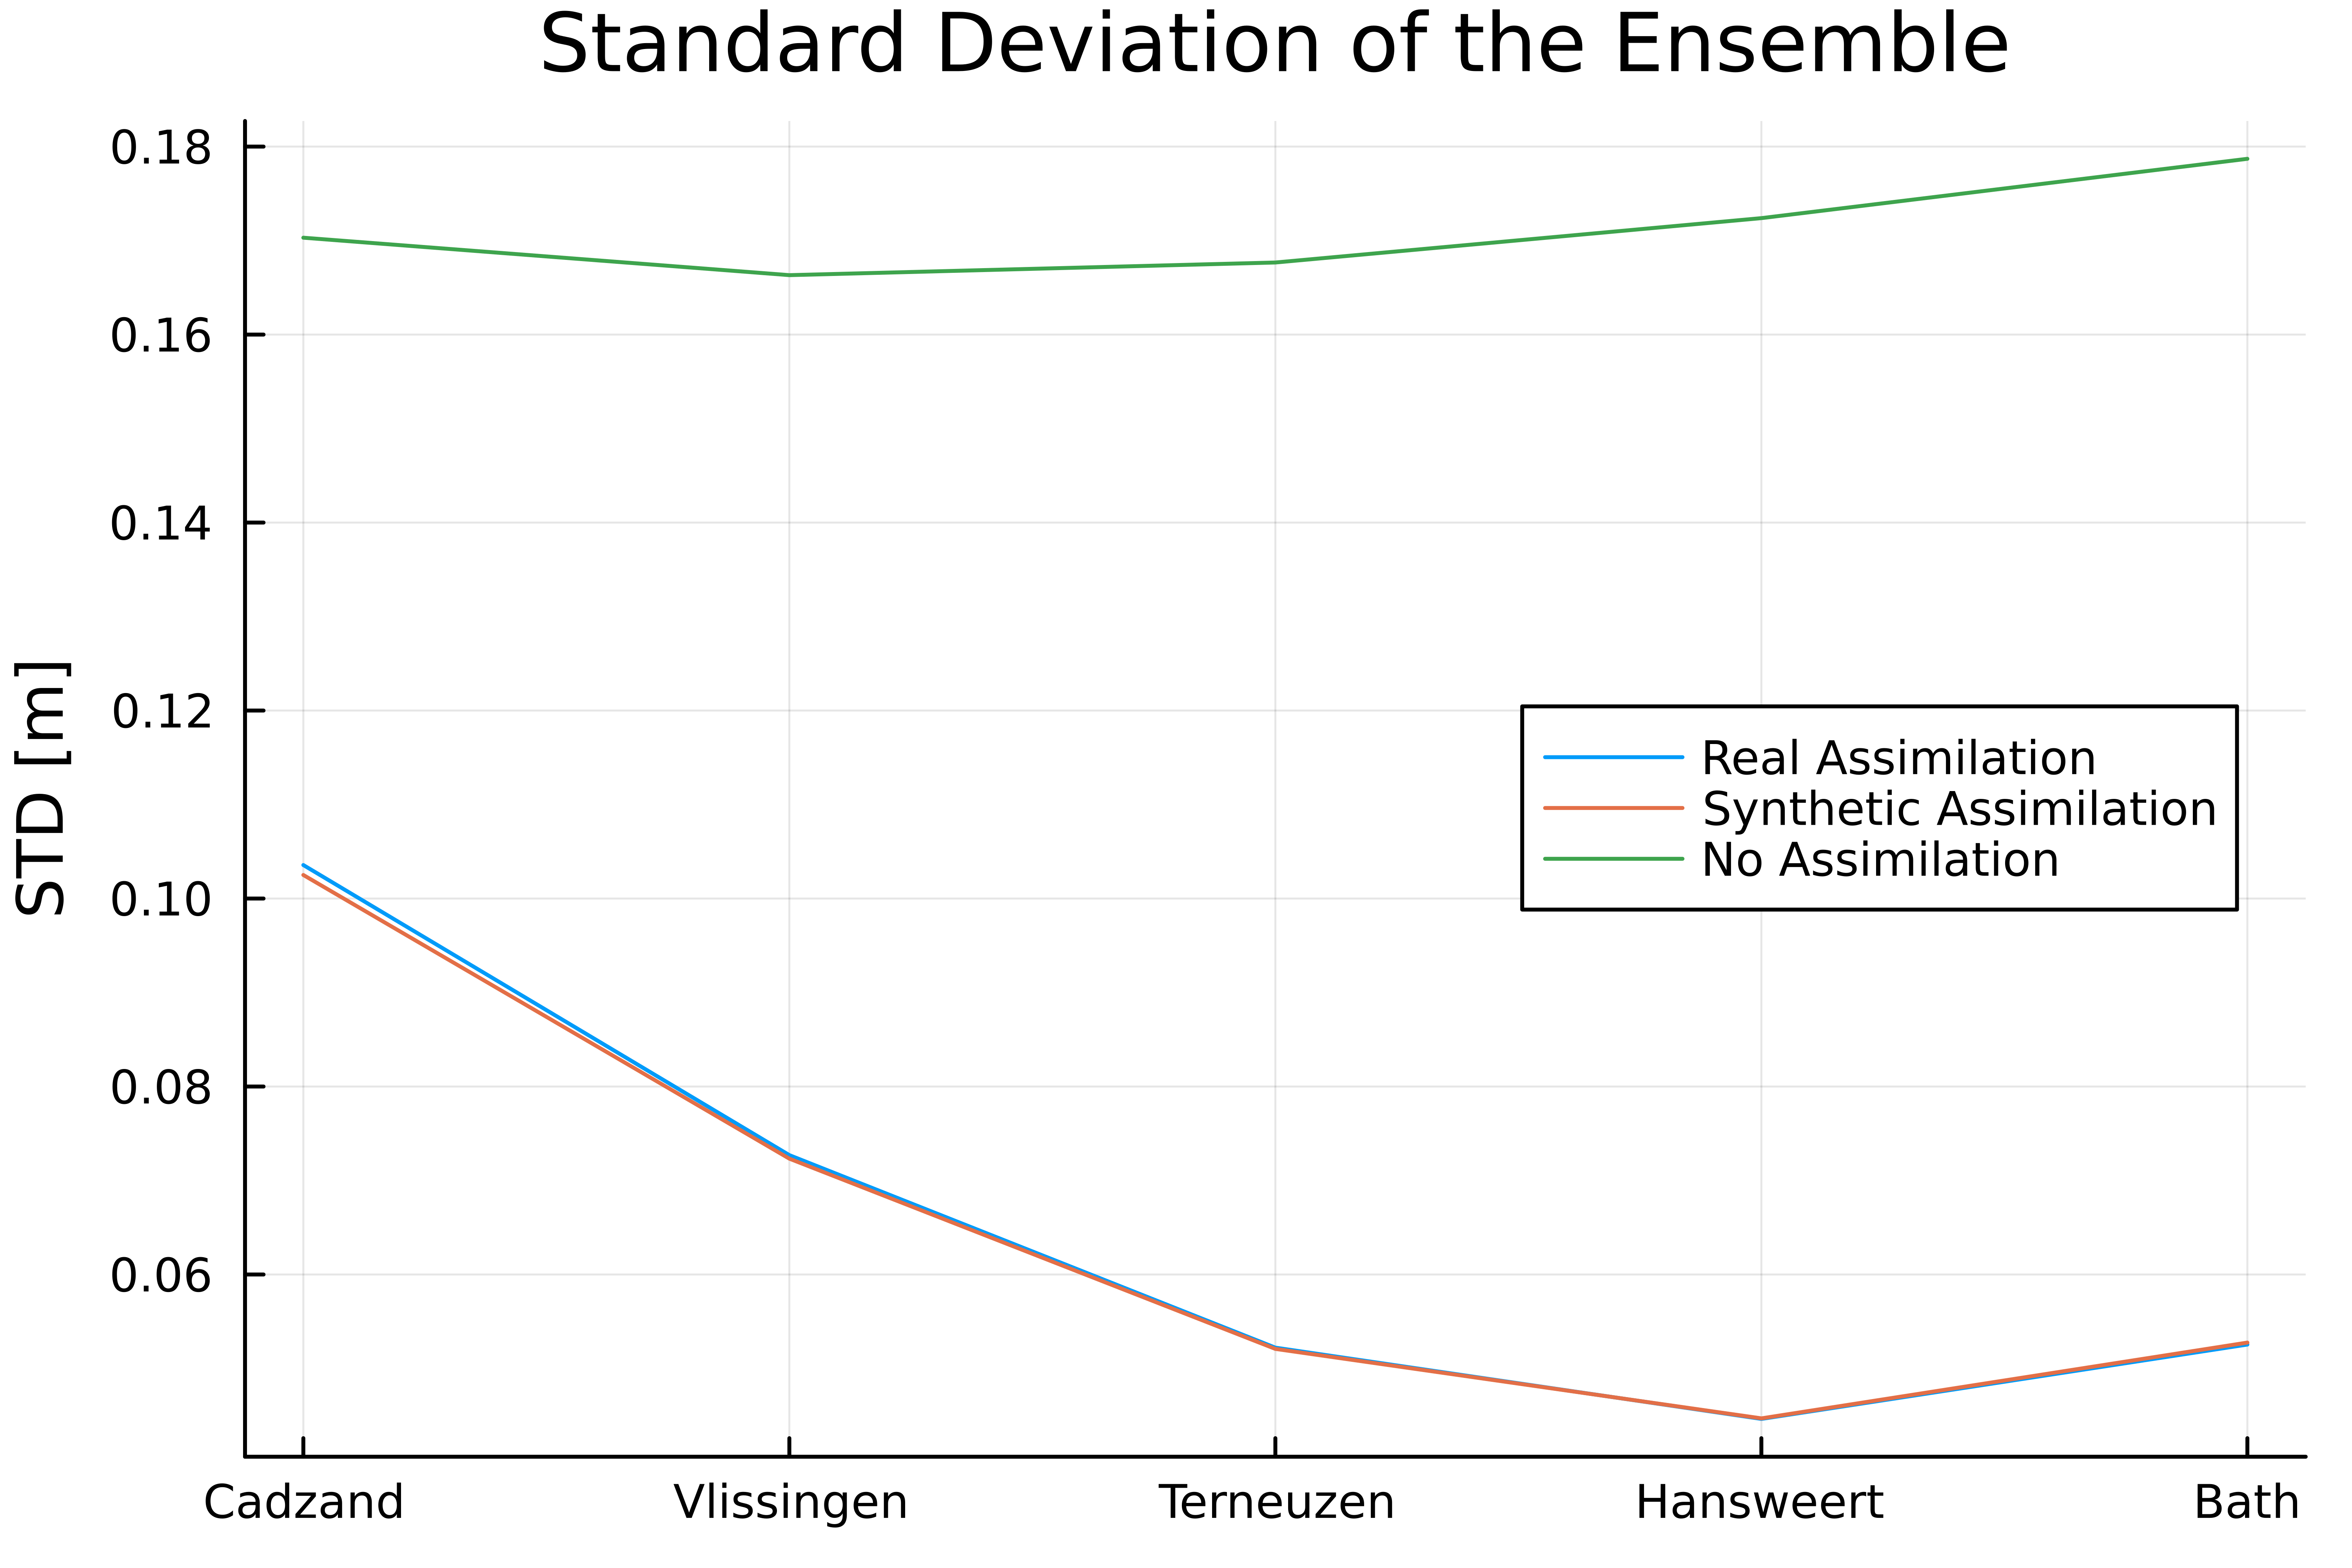 Standard Deviation of the Ensemble
STD [m]
0.18
0.16
0.14
0.12
0.10
0.08
0.06
Real Assimilation
Synthetic Assimilation
No Assimilation
Cadzand
Vlissingen
Terneuzen
Hansweert
Bath